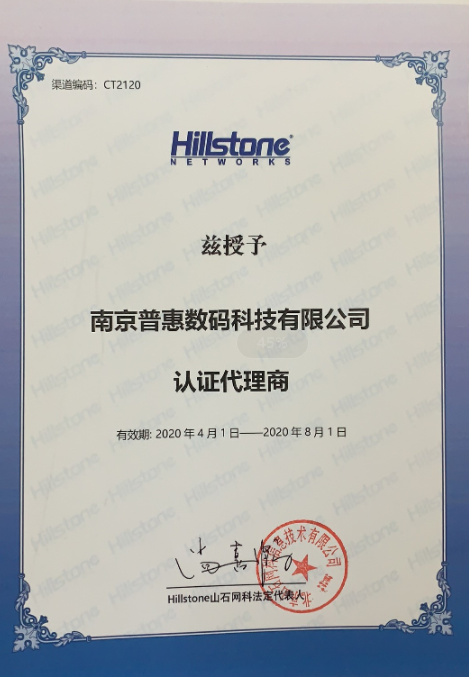 渠道编码：CT2120
Hillstone®
NETWORKS
兹授予
南京普惠数码科技有限公司
认证代理商
有效期: 2020 年 4 月 1 日——2020 年 8 月 1 日
Hillstone山石网科法定代表人